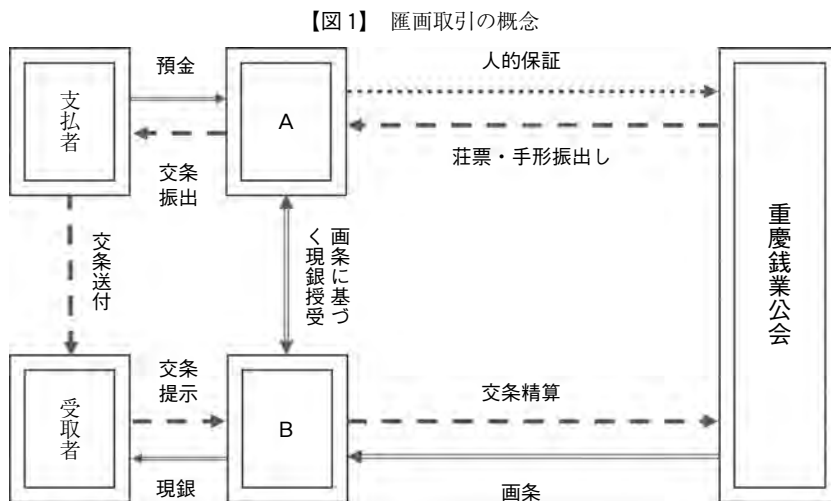 【図1】 匯画取引の概念
預金
人的保証
支払者
A
交条
振出
荘票・手形振出し
交条送付
画条に基づ
く現銀授受
重慶銭業公会
交条
提示
交条精算
受取者
B
現銀
画条